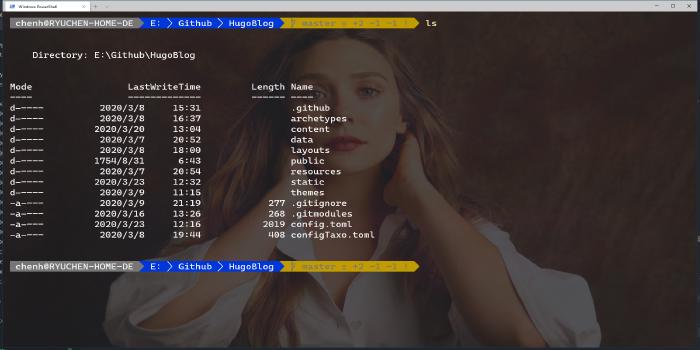 Windows PowerShell
chenh@RYUCHEN-HOME-DE E: Github HugoBlog master ≡ +2 ~1 -1 ! ls
Directory: E:\Github\HugoBlog
Mode LastWriteTime Length Name
---- ------------- ------ ----
d----- 2020/3/8 15:31 .github
d----- 2020/3/8 16:37 archetypes
d----- 2020/3/20 13:04 content
d----- 2020/3/7 20:52 data
d----- 2020/3/8 18:00 layouts
d----- 1754/8/31 6:43 public
d----- 2020/3/7 20:54 resources
d----- 2020/3/23 12:32 static
d----- 2020/3/9 11:15 themes
-a---- 2020/3/9 21:19 277 .gitignore
-a---- 2020/3/16 13:26 268 .gitmodules
-a---- 2020/3/23 12:16 2019 config.toml
-a---- 2020/3/8 19:44 408 configTaxo.toml
chenh@RYUCHEN-HOME-DE E: Github HugoBlog master ≡ +2 ~1 -1 !